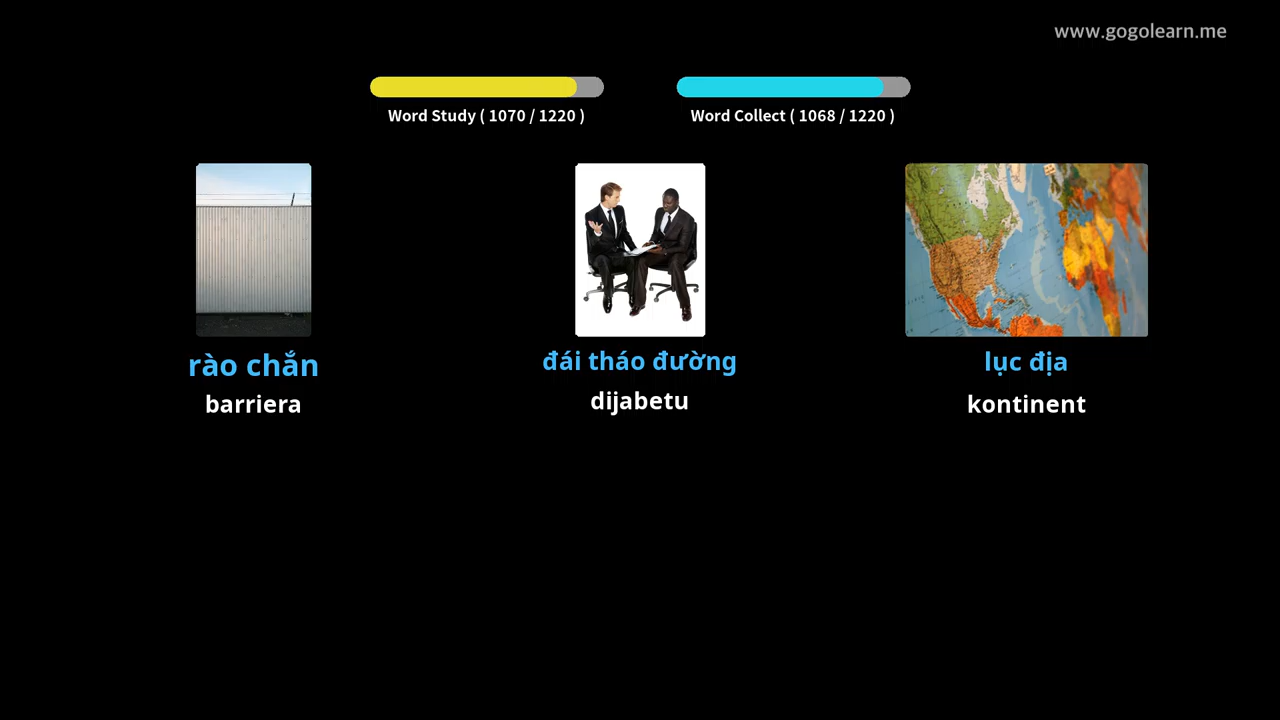 www.gogolearn.me
Word Study ( 1070 / 1220 )
Word Collect ( 1068 / 1220 )
rào chắn
barriera
đái tháo đường
dijabetu
lục địa
kontinent